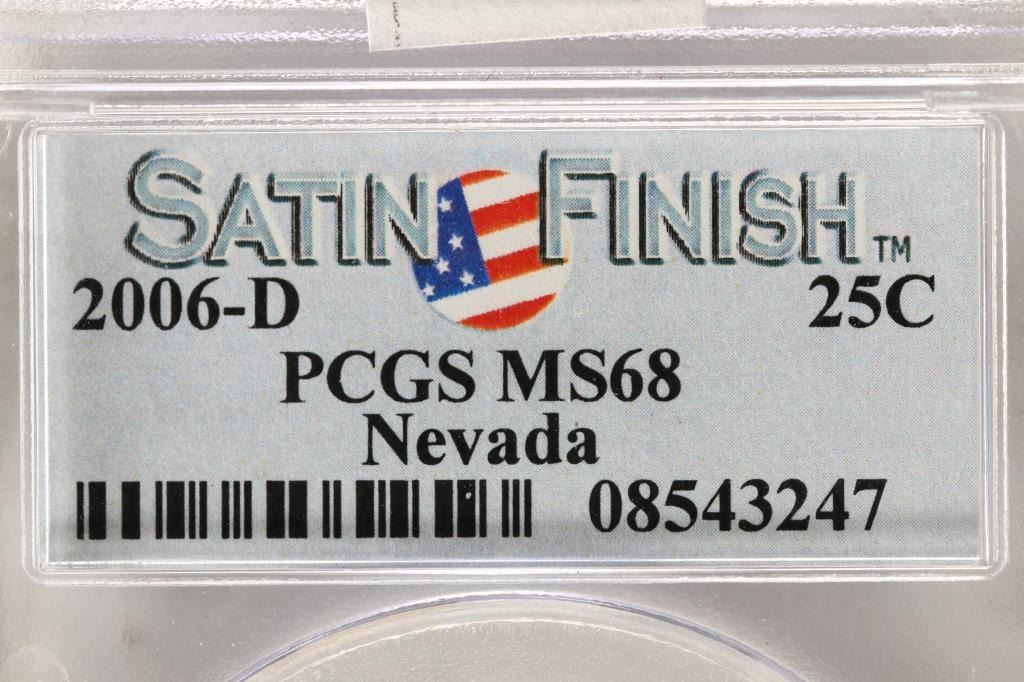 SATIN FINISH™
2006-D 25C
PCGS MS68
Nevada
08543247